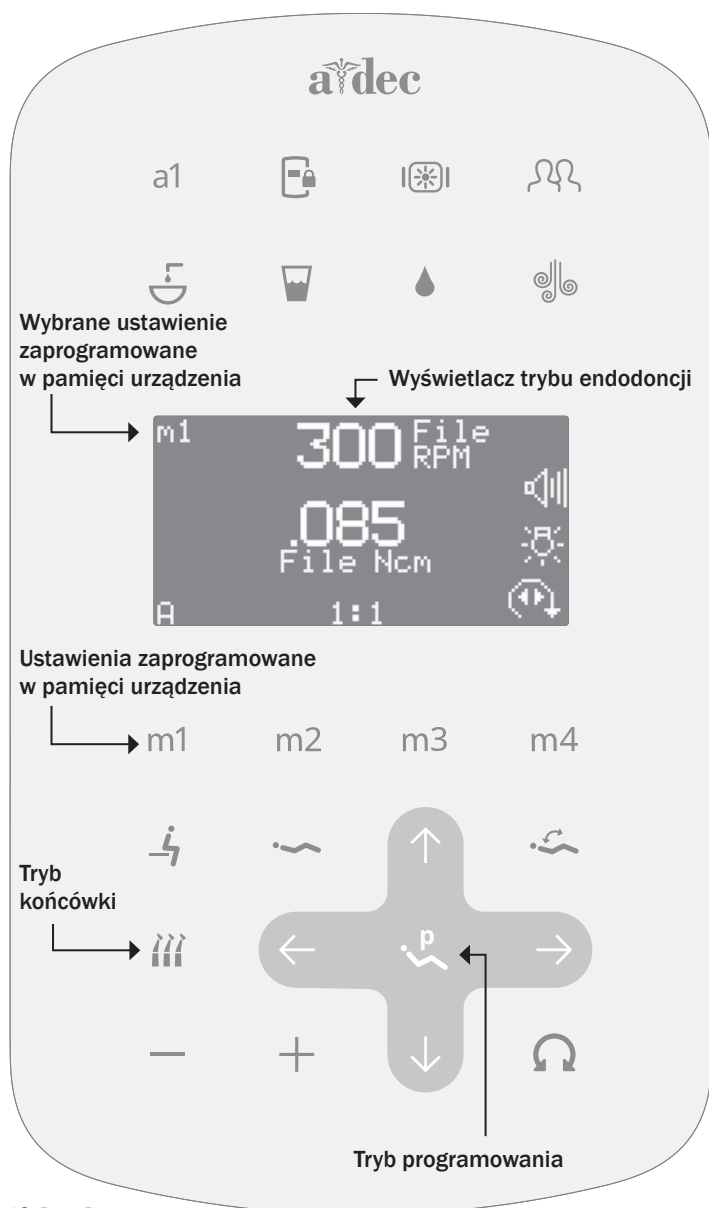 a dec
a1
Wybrane ustawienie
zaprogramowane
w pamięci urządzenia
Wyświetlacz trybu endodoncji
m1
300 File
RPM
.085
File Ncm
A 1:1
Ustawienia zaprogramowane
w pamięci urządzenia
m1 m2 m3 m4
Tryb
końcówki
p
Tryb programowania